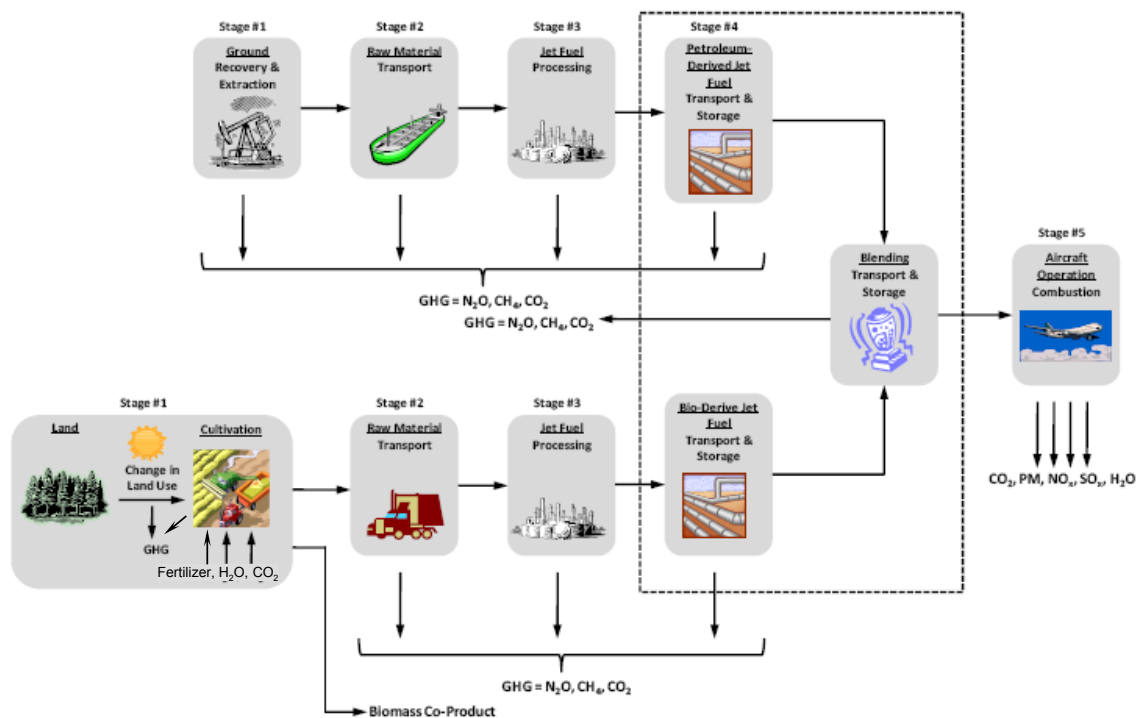 Stage #1
Stage #2
Stage #3
Stage #4
Ground
Recovery &
Extraction
Raw Material
Transport
Jet Fuel
Processing
Petroleum-
Derived Jet
Fuel
Transport &
Storage
GHG = N₂O, CH₄, CO₂
GHG = N₂O, CH₄, CO₂
Blending
Transport &
Storage
Stage #5
Aircraft
Operation
Combustion
CO₂, PM, NOₓ, SOₓ, H₂O
Stage #1
Stage #2
Stage #3
Land
Cultivation
Change in
Land Use
GHG
Fertilizer, H₂O, CO₂
Raw Material
Transport
Jet Fuel
Processing
Bio-Derive Jet
Fuel
Transport &
Storage
GHG = N₂O, CH₄, CO₂
Biomass Co-Product